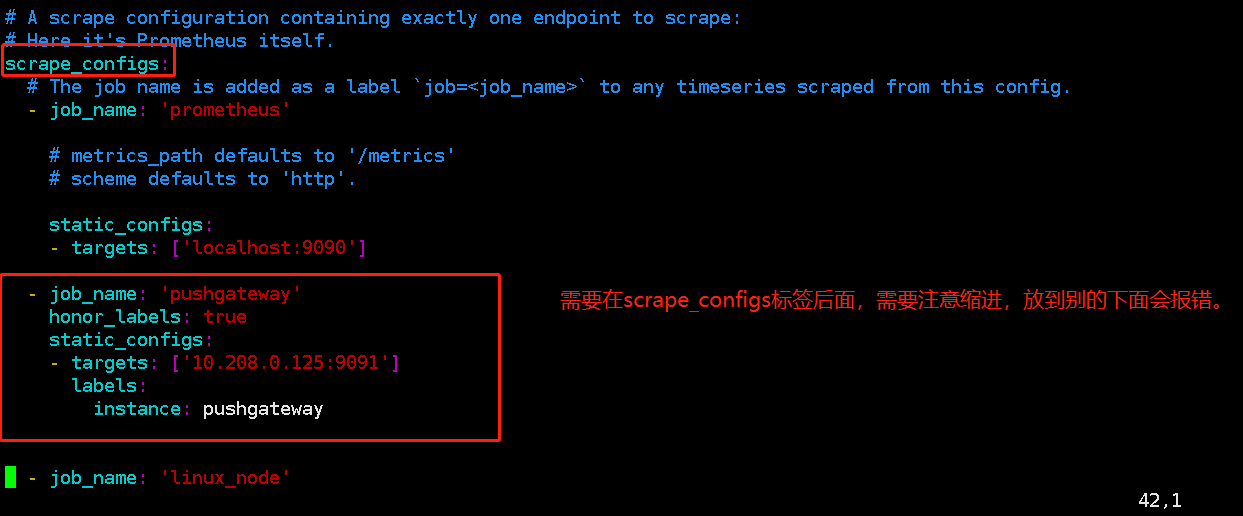 # A scrape configuration containing exactly one endpoint to scrape:
# Here it's Prometheus itself.
scrape_configs:
  # The job name is added as a label `job=<job_name>` to any timeseries scraped from this config.
  - job_name: 'prometheus'
    # metrics_path defaults to '/metrics'
    # scheme defaults to 'http'.
    static_configs:
    - targets: ['localhost:9090']
  - job_name: 'pushgateway'
需要在scrape_configs标签后面，需要注意缩进，放到别的下面会报错。
    honor_labels: true
    static_configs:
    - targets: ['10.208.0.125:9091']
      labels:
        instance: pushgateway
  - job_name: 'linux_node'
42,1